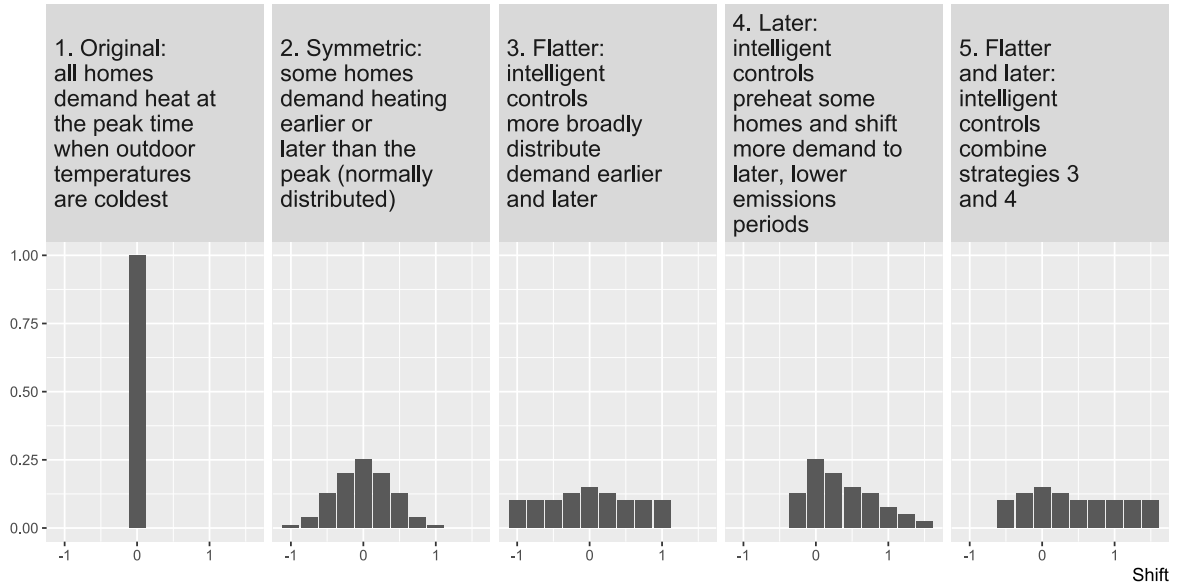 1. Original:
all homes
demand heat at
the peak time
when outdoor
temperatures
are coldest
2. Symmetric:
some homes
demand heating
earlier or
later than the
peak (normally
distributed)
3. Flatter:
intelligent
controls
more broadly
distribute
demand earlier
and later
4. Later:
intelligent
controls
preheat some
homes and shift
more demand to
later, lower
emissions
periods
5. Flatter
and later:
intelligent
controls
combine
strategies 3
and 4
1.00
0.75
0.50
0.25
0.00
-1 0 1
-1 0 1
-1 0 1
-1 0 1
-1 0 1
Shift